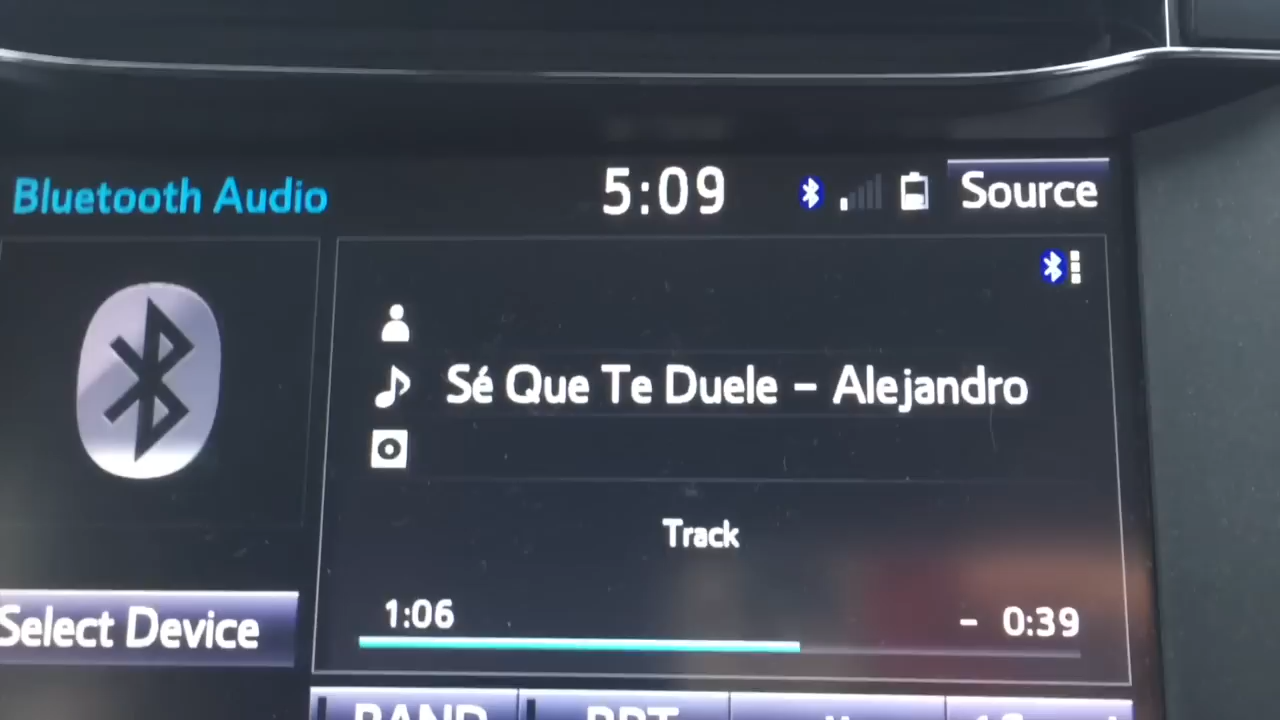 Bluetooth Audio 5:09 Source
Sé Que Te Duele - Alejandro
Track
1:06 - 0:39
Select Device